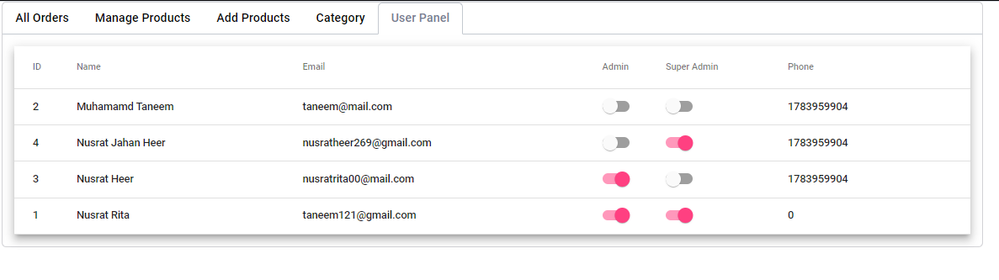 All Orders Manage Products Add Products Category User Panel
ID Name Email Admin Super Admin Phone
2 Muhamamd Taneem taneem@mail.com 1783959904
4 Nusrat Jahan Heer nusratheer269@gmail.com 1783959904
3 Nusrat Heer nusratrita00@mail.com 1783959904
1 Nusrat Rita taneem121@gmail.com 0